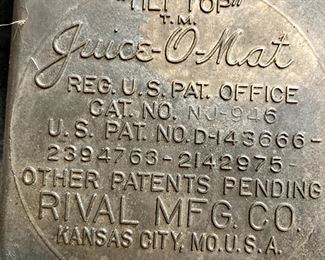 "TILT TOP"
T.M.
Juice-O-Mat
REG. U.S. PAT. OFFICE
CAT. NO. NJ-946
U.S. PAT. NO. D-143666-
2394763-2142975-
OTHER PATENTS PENDING
RIVAL MFG. CO.
KANSAS CITY, MO. U.S.A.